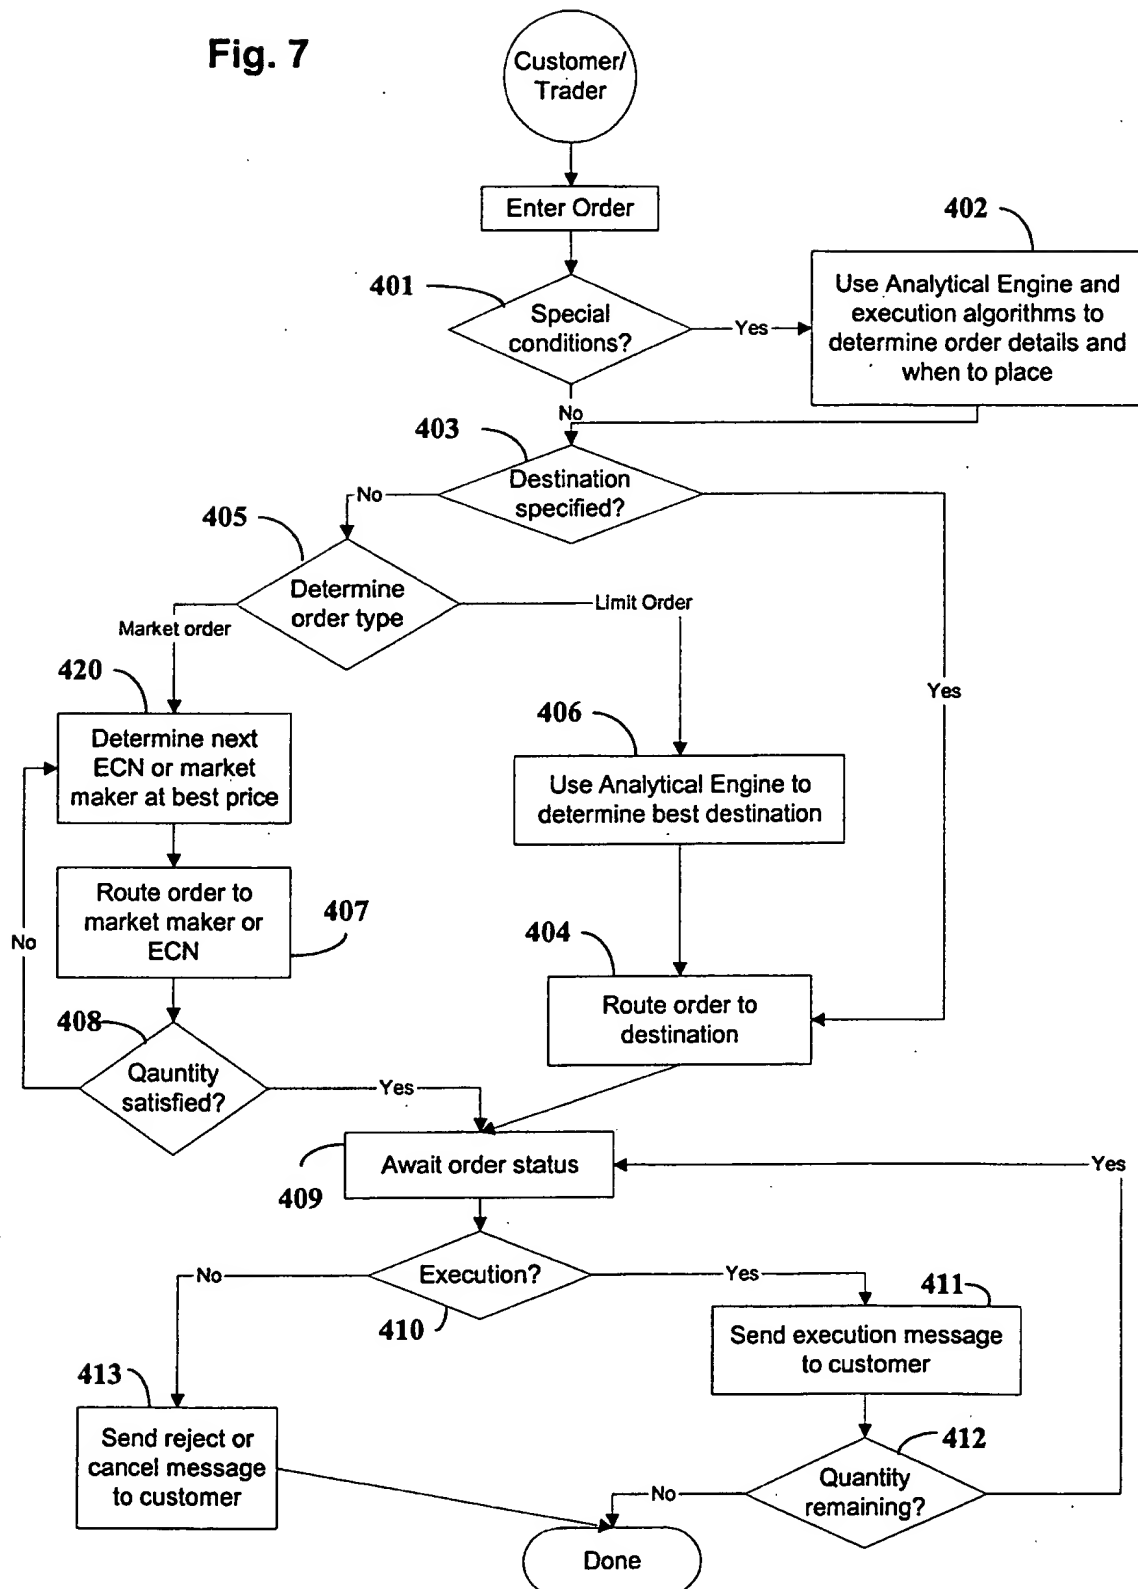 Fig. 7
Customer/
Trader
Enter Order
402
401
Special
conditions?
Yes
Use Analytical Engine and
execution algorithms to
determine order details and
when to place
No
403
Destination
specified?
No
405
Determine
order type
Limit Order
Market order
420
Yes
Determine next
ECN or market
maker at best price
406
Use Analytical Engine to
determine best destination
Route order to
market maker or
ECN
407
No
404
Route order to
destination
408
Qauntity
satisfied?
Yes
Await order status
Yes
409
Execution?
No
Yes
410
411
Send execution message
to customer
413
Send reject or
cancel message
to customer
412
Quantity
remaining?
No
Done